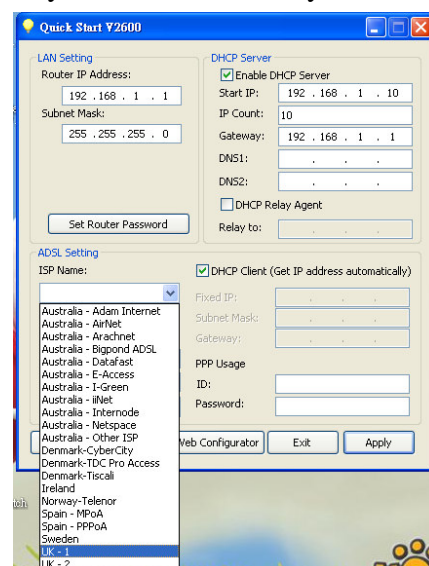 Quick Start V2600
LAN Setting
Router IP Address:
192 . 168 . 1 . 1
Subnet Mask:
255 . 255 . 255 . 0
Set Router Password
DHCP Server
Enable DHCP Server
Start IP: 192 . 168 . 1 . 10
IP Count: 10
Gateway: 192 . 168 . 1 . 1
DNS1: . . .
DNS2: . . .
DHCP Relay Agent
Relay to: . . .
ADSL Setting
ISP Name:
Australia - Adam Internet
Australia - AirNet
Australia - Arachnet
Australia - Bigpond ADSL
Australia - Datafast
Australia - E-Access
Australia - I-Green
Australia - iiNet
Australia - Internode
Australia - Netspace
Australia - Other ISP
Denmark-CyberCity
Denmark-TDC Pro Access
Denmark-Tiscali
Ireland
Norway-Telenor
Spain - MPoA
Spain - PPPoA
Sweden
UK - 1
UK - 2
DHCP Client (Get IP address automatically)
Fixed IP: . . .
Subnet Mask: . . .
Gateway: . . .
PPP Usage
ID:
Password:
Web Configurator
Exit
Apply